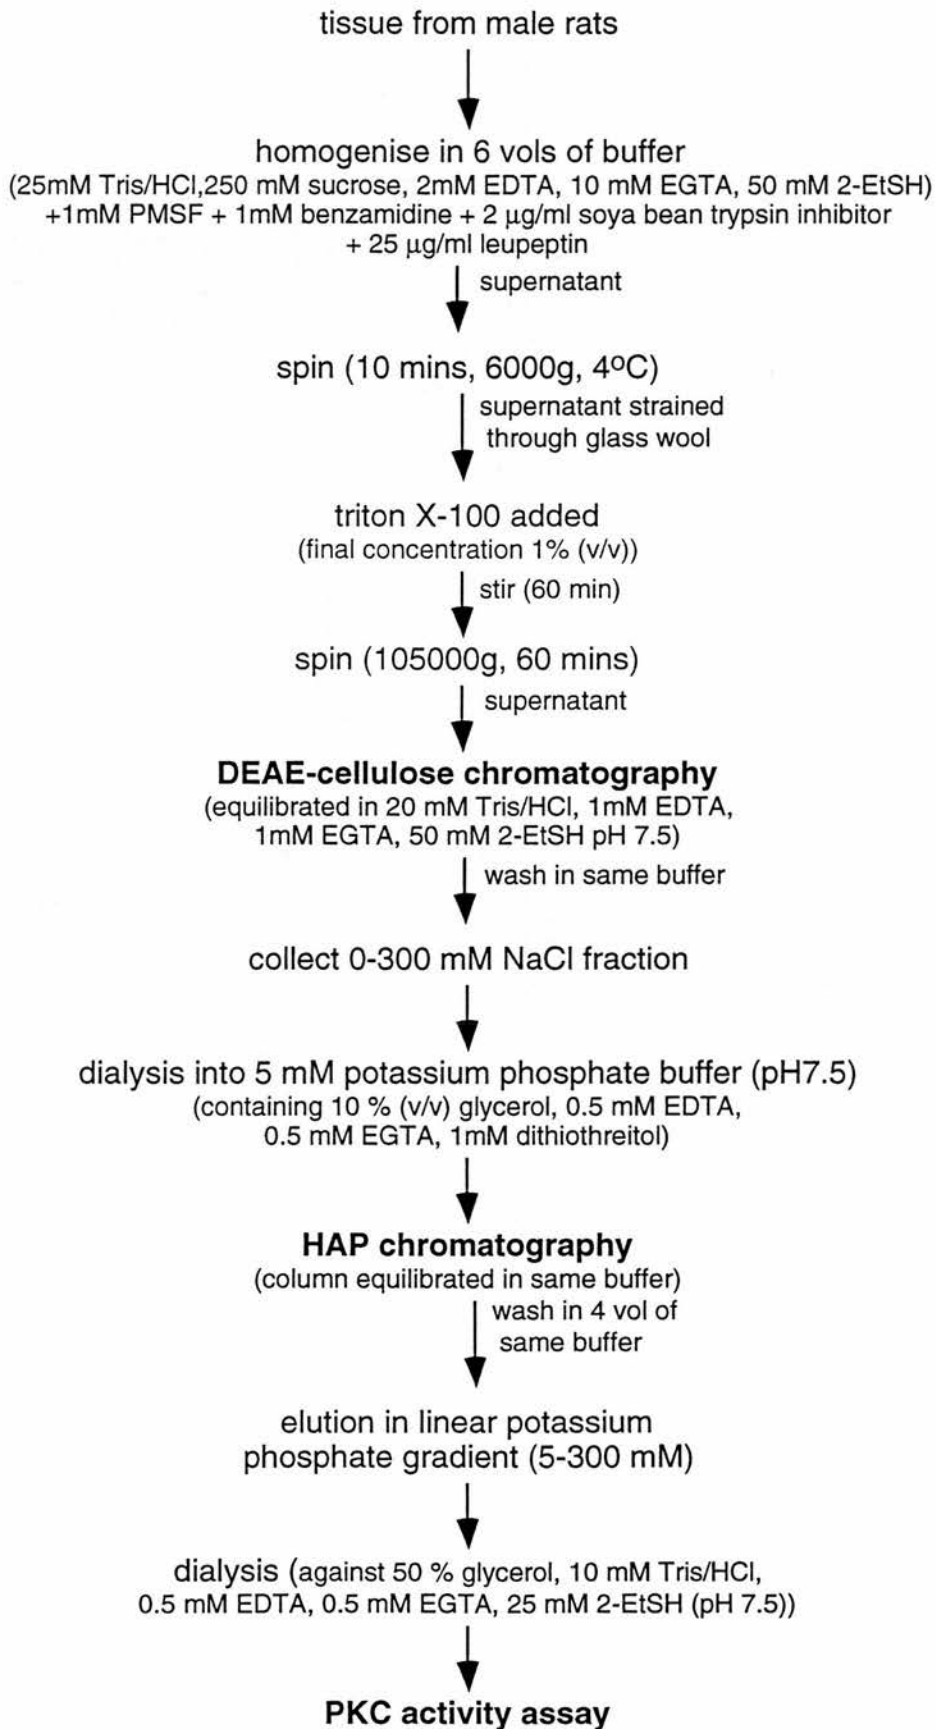 tissue from male rats
homogenise in 6 vols of buffer
(25mM Tris/HCl,250 mM sucrose, 2mM EDTA, 10 mM EGTA, 50 mM 2-EtSH)
+1mM PMSF + 1mM benzamidine + 2 μg/ml soya bean trypsin inhibitor
+ 25 μg/ml leupeptin
supernatant
spin (10 mins, 6000g, 4ºC)
supernatant strained
through glass wool
triton X-100 added
(final concentration 1% (v/v))
stir (60 min)
spin (105000g, 60 mins)
supernatant
DEAE-cellulose chromatography
(equilibrated in 20 mM Tris/HCl, 1mM EDTA,
1mM EGTA, 50 mM 2-EtSH pH 7.5)
wash in same buffer
collect 0-300 mM NaCl fraction
dialysis into 5 mM potassium phosphate buffer (pH7.5)
(containing 10 % (v/v) glycerol, 0.5 mM EDTA,
0.5 mM EGTA, 1mM dithiothreitol)
HAP chromatography
(column equilibrated in same buffer)
wash in 4 vol of
same buffer
elution in linear potassium
phosphate gradient (5-300 mM)
dialysis (against 50 % glycerol, 10 mM Tris/HCl,
0.5 mM EDTA, 0.5 mM EGTA, 25 mM 2-EtSH (pH 7.5))
PKC activity assay